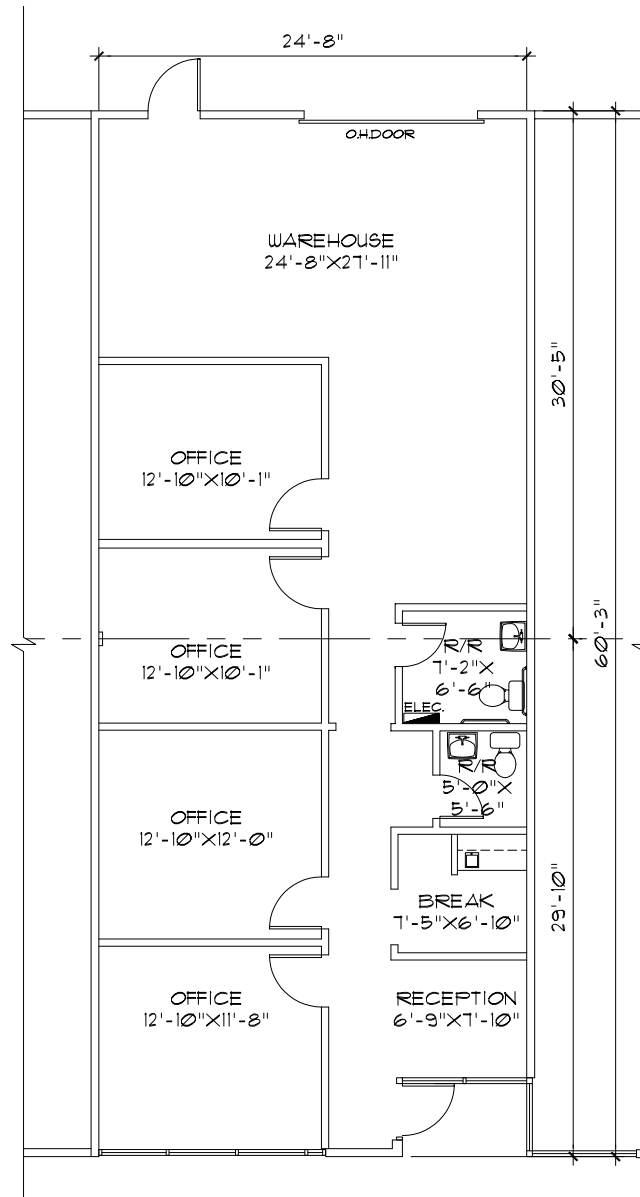 24'-8"
O.H.DOOR
WAREHOUSE
24'-8"X27'-11"
30'-5"
OFFICE
12'-10"X10'-1"
60'-3"
OFFICE
12'-10"X10'-1"
R/R
7'-2"X
6'-6"
ELEC.
R/R
5'-0"X
5'-6"
OFFICE
12'-10"X12'-0"
BREAK
7'-5"X6'-10"
29'-10"
OFFICE
12'-10"X11'-8"
RECEPTION
6'-9"X7'-10"